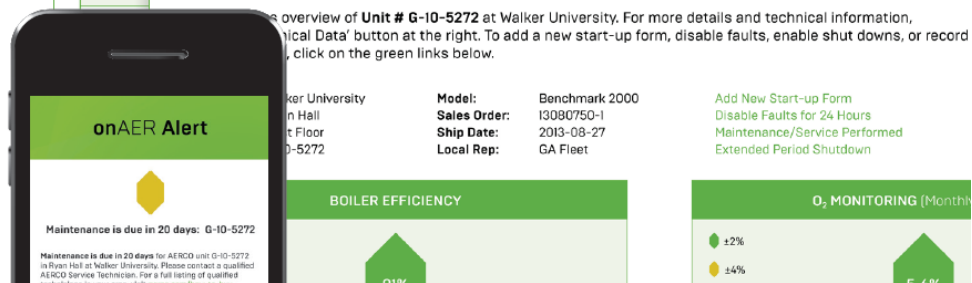 overview of Unit # G-10-5272 at Walker University. For more details and technical information,
Data' button at the right. To add a new start-up form, disable faults, enable shut downs, or record
, click on the green links below.
University
Hall
Floor
-5272
Model: Benchmark 2000
Sales Order: 13080750-1
Ship Date: 2013-08-27
Local Rep: GA Fleet
Add New Start-up Form
Disable Faults for 24 Hours
Maintenance/Service Performed
Extended Period Shutdown
onAER Alert
Maintenance is due in 20 days: G-10-5272
Maintenance is due in 20 days for AERCO unit G-10-5272
in Ryan Hall at Walker University. Please contact a qualified
AERCO Service Technician. For a full listing of qualified
BOILER EFFICIENCY
O₂ MONITORING (Monthly
±2%
±4%